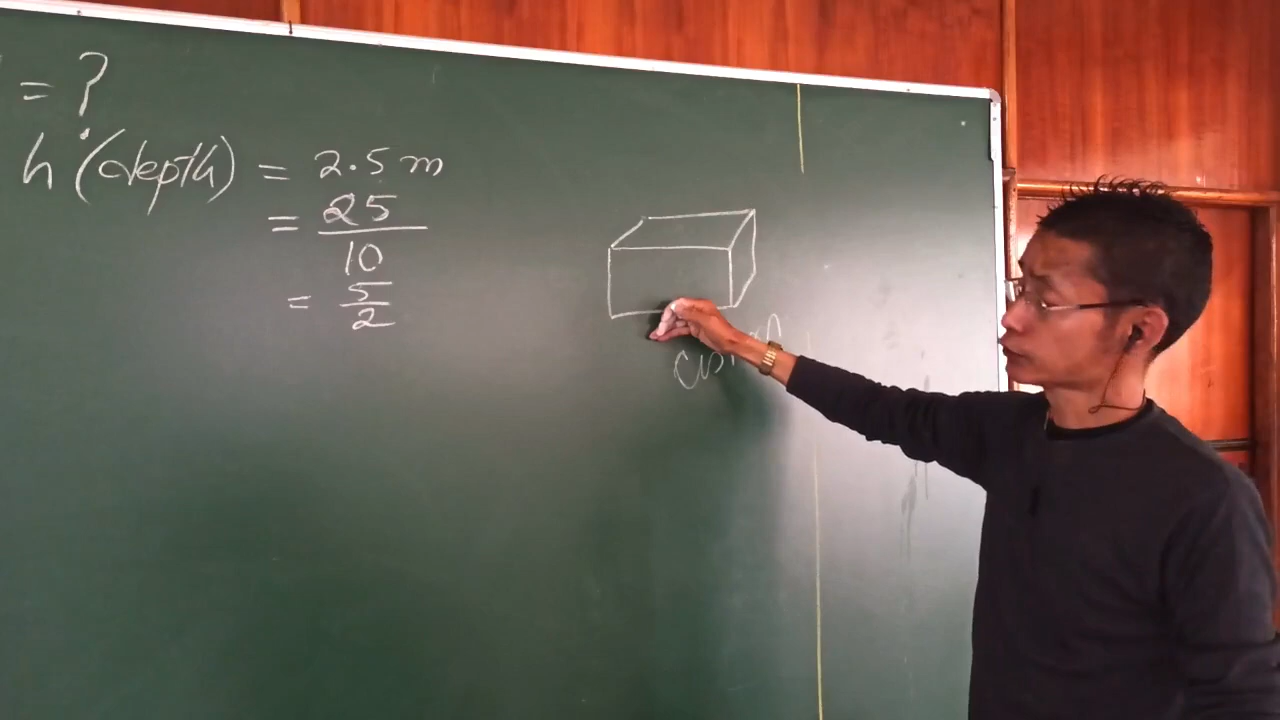 = ?
h (depth) = 2.5 m
= 25/10
= 5/2